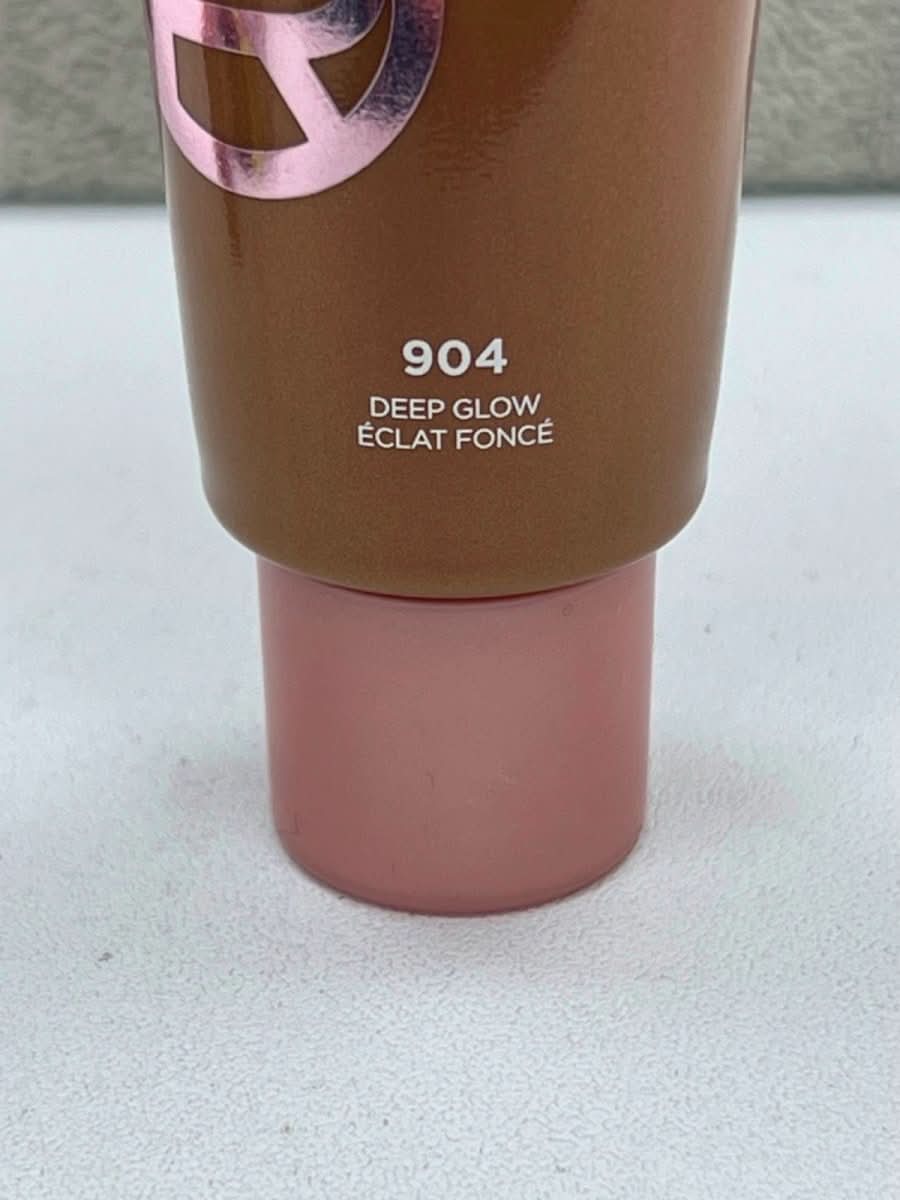 904
DEEP GLOW
ÉCLAT FONCÉ